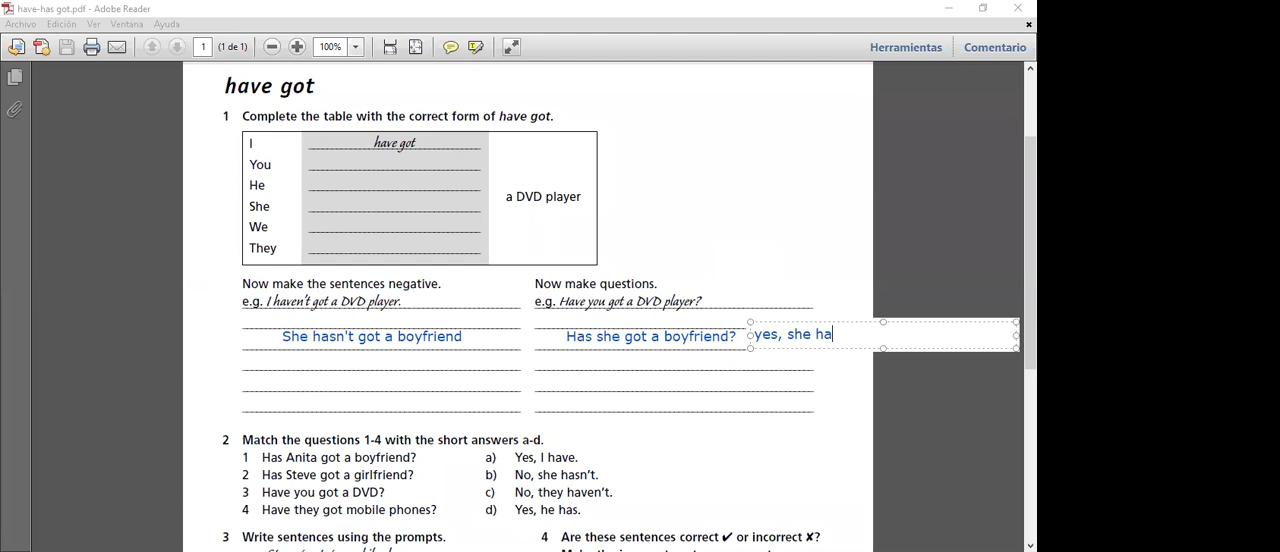 have-has got.pdf - Adobe Reader
Archivo Edición Ver Ventana Ayuda
1 (1 de 1) 100% Herramientas Comentario
have got
1 Complete the table with the correct form of have got.
I have got
You
He
a DVD player
She
We
They
Now make the sentences negative. Now make questions.
e.g. I haven't got a DVD player. e.g. Have you got a DVD player?
She hasn't got a boyfriend Has she got a boyfriend? yes, she ha
2 Match the questions 1-4 with the short answers a-d.
1 Has Anita got a boyfriend? a) Yes, I have.
2 Has Steve got a girlfriend? b) No, she hasn't.
3 Have you got a DVD? c) No, they haven't.
4 Have they got mobile phones? d) Yes, he has.
3 Write sentences using the prompts. 4 Are these sentences correct ✔ or incorrect ✘?